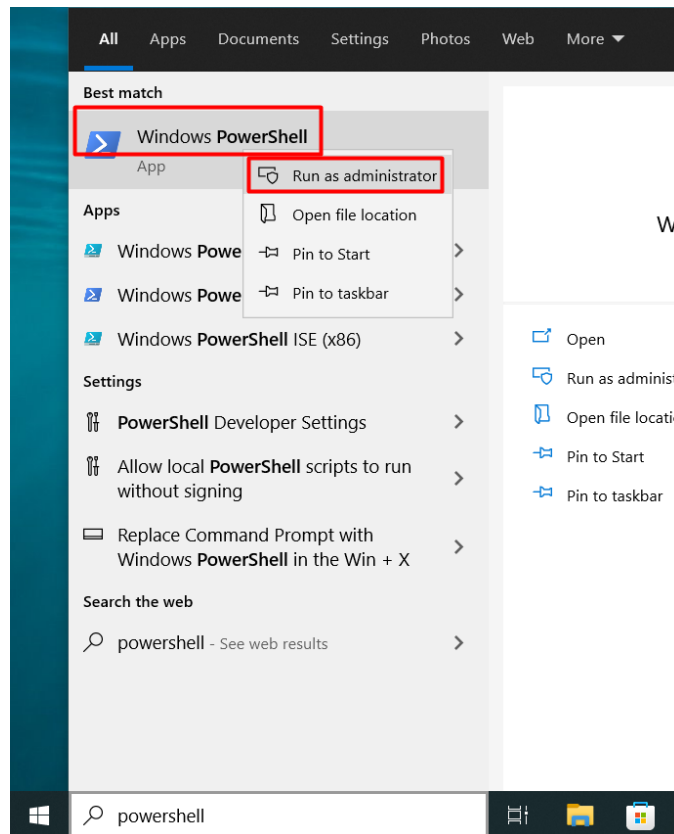 All Apps Documents Settings Photos Web More
Best match
Windows PowerShell
App
Run as administrator
Open file location
Pin to Start
Pin to taskbar
Apps
Windows Powe
Windows Powe
Windows PowerShell ISE (x86)
Settings
PowerShell Developer Settings
Allow local PowerShell scripts to run
without signing
Replace Command Prompt with
Windows PowerShell in the Win + X
Search the web
powershell - See web results
W
Open
Run as adminis
Open file locati
Pin to Start
Pin to taskbar
powershell